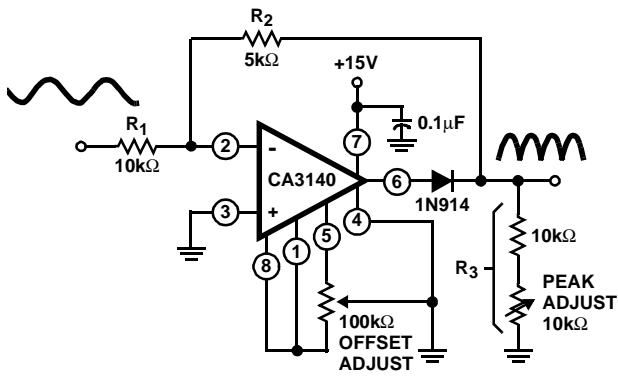 R2
5kΩ
+15V
R1
10kΩ
0.1µF
2
-
7
CA3140
6
1N914
3
+
4
5
1
8
10kΩ
R3
PEAK
ADJUST
10kΩ
100kΩ
OFFSET
ADJUST